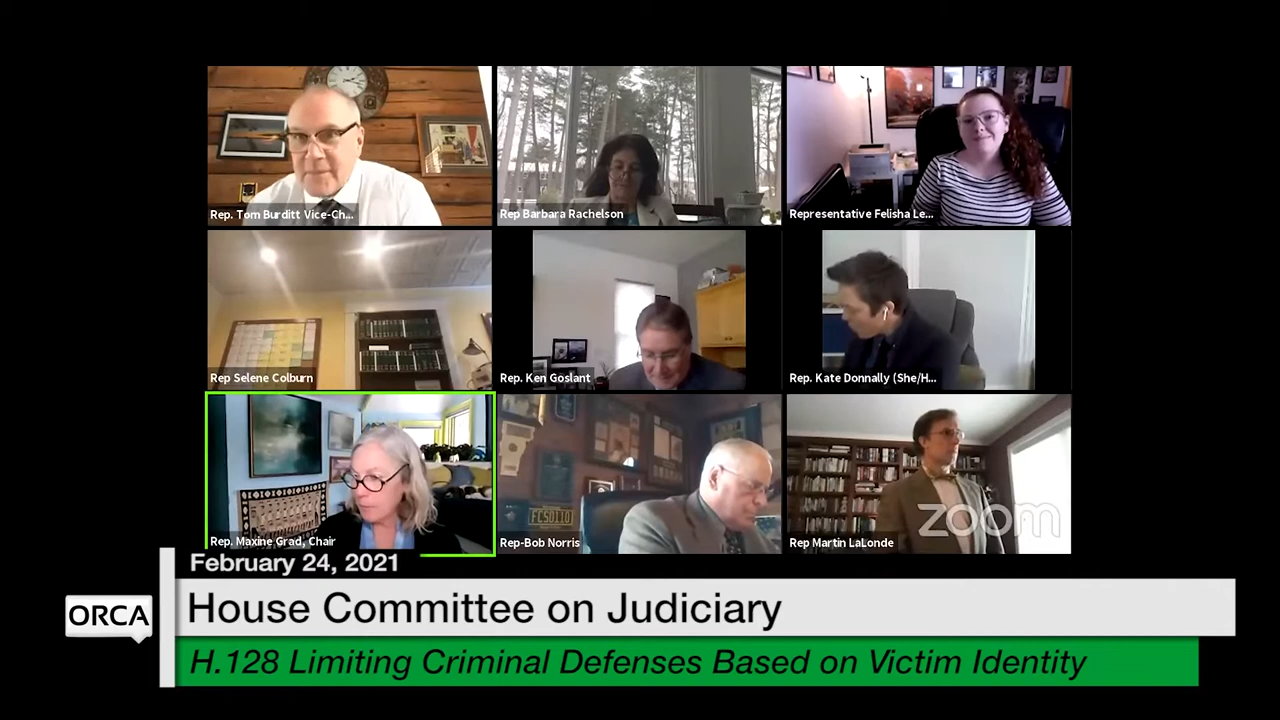 Rep. Tom Burditt Vice-Ch...
Rep Barbara Rachelson
Representative Felisha Le...
Rep Selene Colburn
Rep. Ken Goslant
Rep. Kate Donnally (She/H...
FCSO110
Rep. Maxine Grad, Chair
Rep-Bob Norris
Rep Martin LaLonde
zoom
February 24, 2021
ORCA
House Committee on Judiciary
H.128 Limiting Criminal Defenses Based on Victim Identity